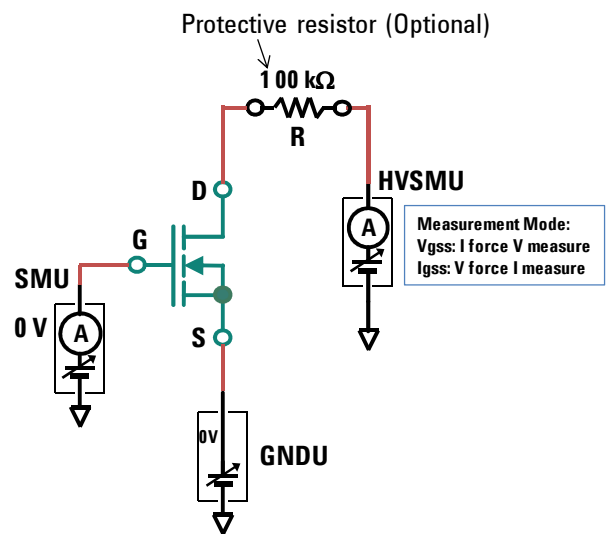 Protective resistor (Optional)
100 kΩ
R
D
HVSMU
A
Measurement Mode:
Vgss: I force V measure
Igss: V force I measure
G
SMU
0 V
A
S
0V
GNDU